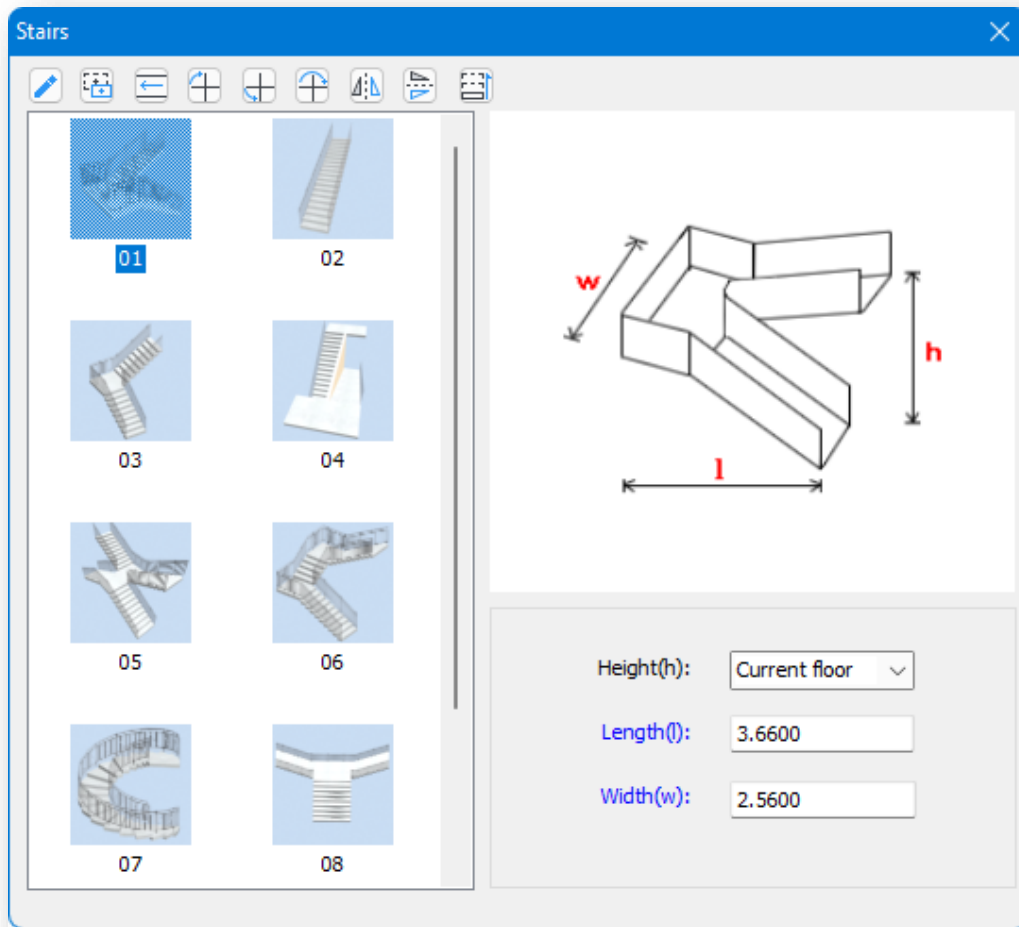 Stairs
01 02
03 04
05 06
07 08
w
h
l
Height(h): Current floor
Length(l): 3.6600
Width(w): 2.5600